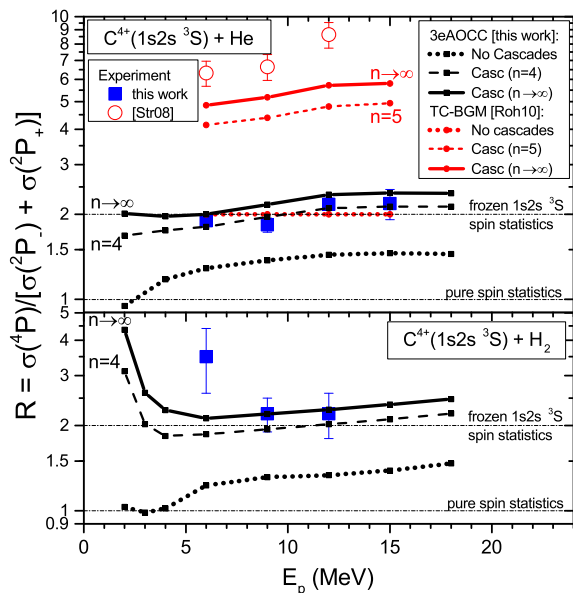 R = σ(⁴P)/[σ(²P₋) + σ(²P₊)]
10
9
8
7
6
5
4
3
2
1.5
1
C⁴⁺(1s2s ³S) + He
Experiment
this work
[Str08]
3eAOCC [this work]:
No Cascades
Casc (n=4)
Casc (n→∞)
TC-BGM [Roh10]:
No cascades
Casc (n=5)
Casc (n→∞)
n→∞
n=5
n→∞
n=4
frozen 1s2s ³S
spin statistics
pure spin statistics
5
4
3
2
1.5
1
0.9
n→∞
n=4
C⁴⁺(1s2s ³S) + H₂
frozen 1s2s ³S
spin statistics
pure spin statistics
0 5 10 15 20
Eₚ (MeV)